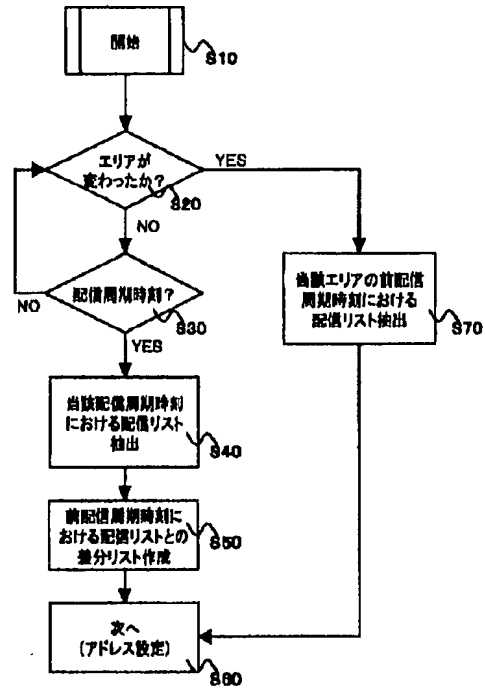 開始
S10
エリアが
変わったか?
S20
YES
NO
配信周期時刻?
S30
NO
YES
当該エリアの前配信
周期時刻における
配信リスト抽出
S70
当該配信周期時刻
における配信リスト
抽出
S40
前配信周期時刻に
おける配信リストとの
差分リスト作成
S50
次へ
(アドレス設定)
S60